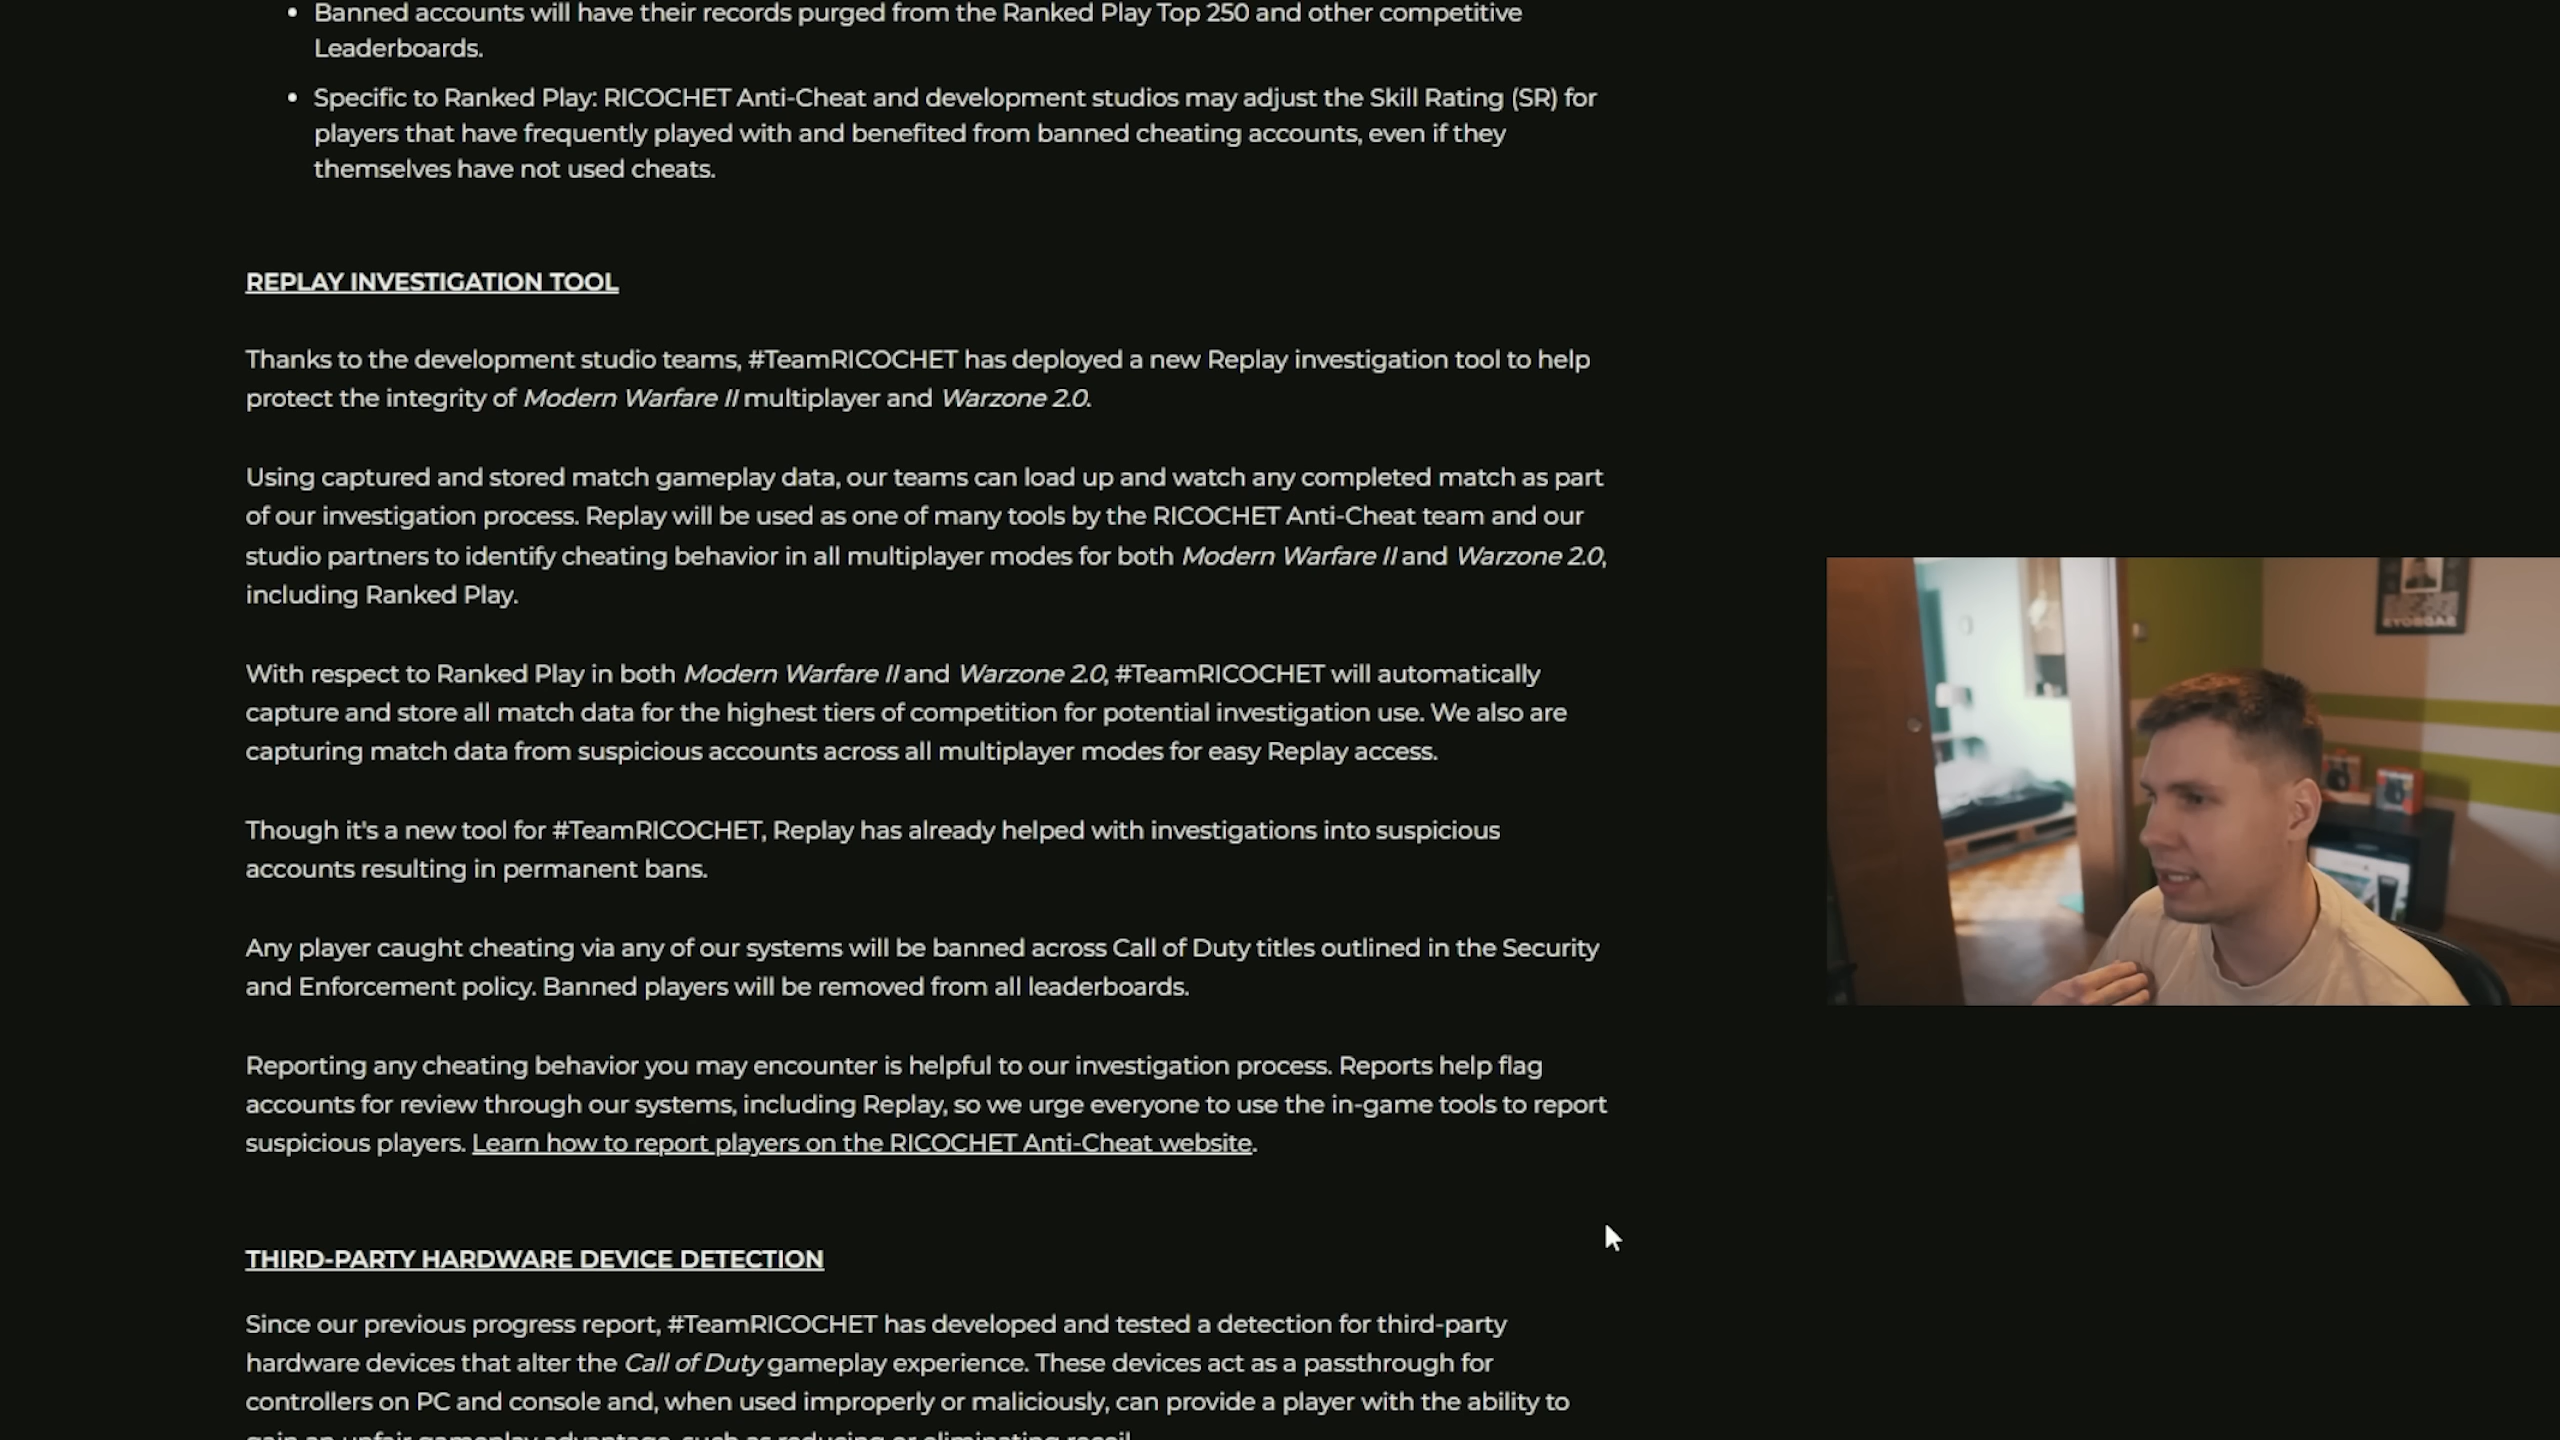 Banned accounts will have their records purged from the Ranked Play Top 250 and other competitive
Leaderboards.
Specific to Ranked Play: RICOCHET Anti-Cheat and development studios may adjust the Skill Rating (SR) for
players that have frequently played with and benefited from banned cheating accounts, even if they
themselves have not used cheats.
REPLAY INVESTIGATION TOOL
Thanks to the development studio teams, #TeamRICOCHET has deployed a new Replay investigation tool to help
protect the integrity of Modern Warfare II multiplayer and Warzone 2.0.
Using captured and stored match gameplay data, our teams can load up and watch any completed match as part
of our investigation process. Replay will be used as one of many tools by the RICOCHET Anti-Cheat team and our
studio partners to identify cheating behavior in all multiplayer modes for both Modern Warfare II and Warzone 2.0,
including Ranked Play.
With respect to Ranked Play in both Modern Warfare II and Warzone 2.0, #TeamRICOCHET will automatically
capture and store all match data for the highest tiers of competition for potential investigation use. We also are
capturing match data from suspicious accounts across all multiplayer modes for easy Replay access.
Though it's a new tool for #TeamRICOCHET, Replay has already helped with investigations into suspicious
accounts resulting in permanent bans.
Any player caught cheating via any of our systems will be banned across Call of Duty titles outlined in the Security
and Enforcement policy. Banned players will be removed from all leaderboards.
Reporting any cheating behavior you may encounter is helpful to our investigation process. Reports help flag
accounts for review through our systems, including Replay, so we urge everyone to use the in-game tools to report
suspicious players. Learn how to report players on the RICOCHET Anti-Cheat website.
THIRD-PARTY HARDWARE DEVICE DETECTION
Since our previous progress report, #TeamRICOCHET has developed and tested a detection for third-party
hardware devices that alter the Call of Duty gameplay experience. These devices act as a passthrough for
controllers on PC and console and, when used improperly or maliciously, can provide a player with the ability to
gain an unfair gameplay advantage, such as reducing or eliminating recoil.